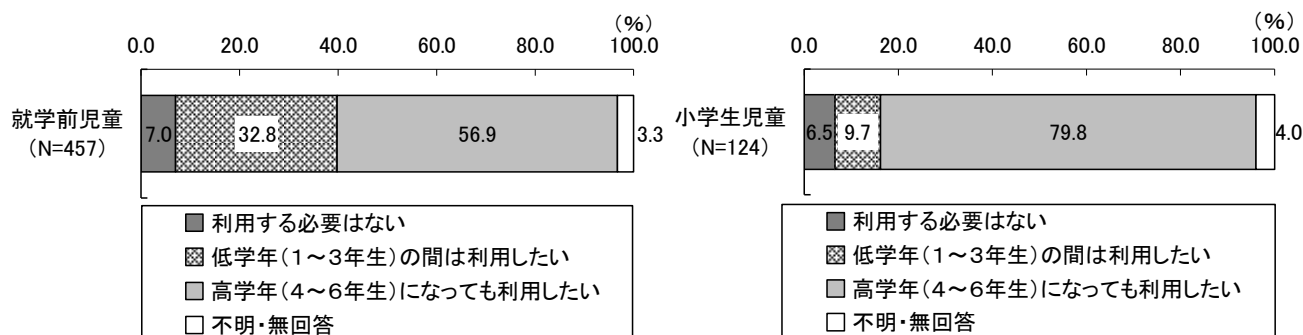 (%)
0.0 20.0 40.0 60.0 80.0 100.0
就学前児童
(N=457)
7.0 32.8 56.9 3.3
利用する必要はない
低学年(1~3年生)の間は利用したい
高学年(4~6年生)になっても利用したい
不明・無回答
(%)
0.0 20.0 40.0 60.0 80.0 100.0
小学生児童
(N=124)
6.5 9.7 79.8 4.0
利用する必要はない
低学年(1~3年生)の間は利用したい
高学年(4~6年生)になっても利用したい
不明・無回答